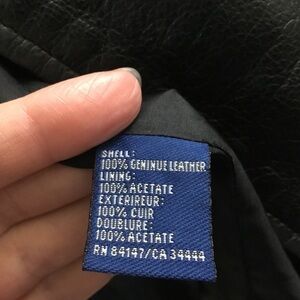 SHELL:
100% GENINUE LEATHER
LINING:
100% ACETATE
EXTERIREUR:
100% CUIR
DOUBLURE:
100% ACETATE
RN 84147/CA 34444